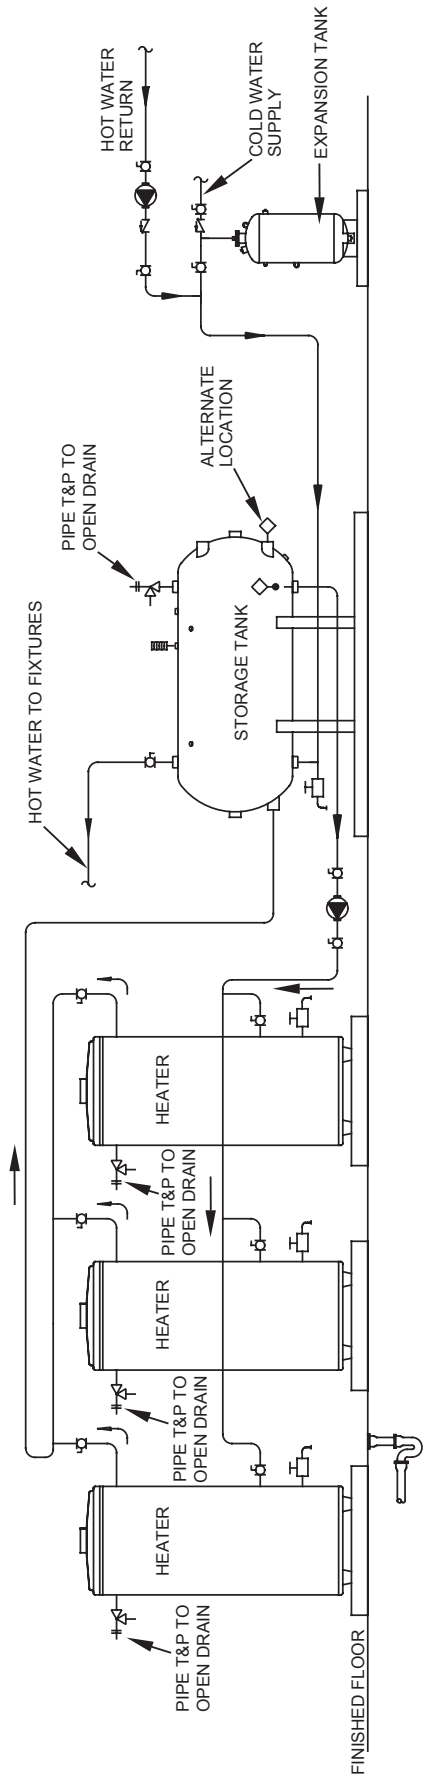 HOT WATER
RETURN
COLD WATER
SUPPLY
EXPANSION TANK
PIPE T&P TO
OPEN DRAIN
ALTERNATE
LOCATION
HOT WATER TO FIXTURES
STORAGE TANK
HEATER
PIPE T&P TO
OPEN DRAIN
HEATER
PIPE T&P TO
OPEN DRAIN
HEATER
PIPE T&P TO
OPEN DRAIN
FINISHED FLOOR